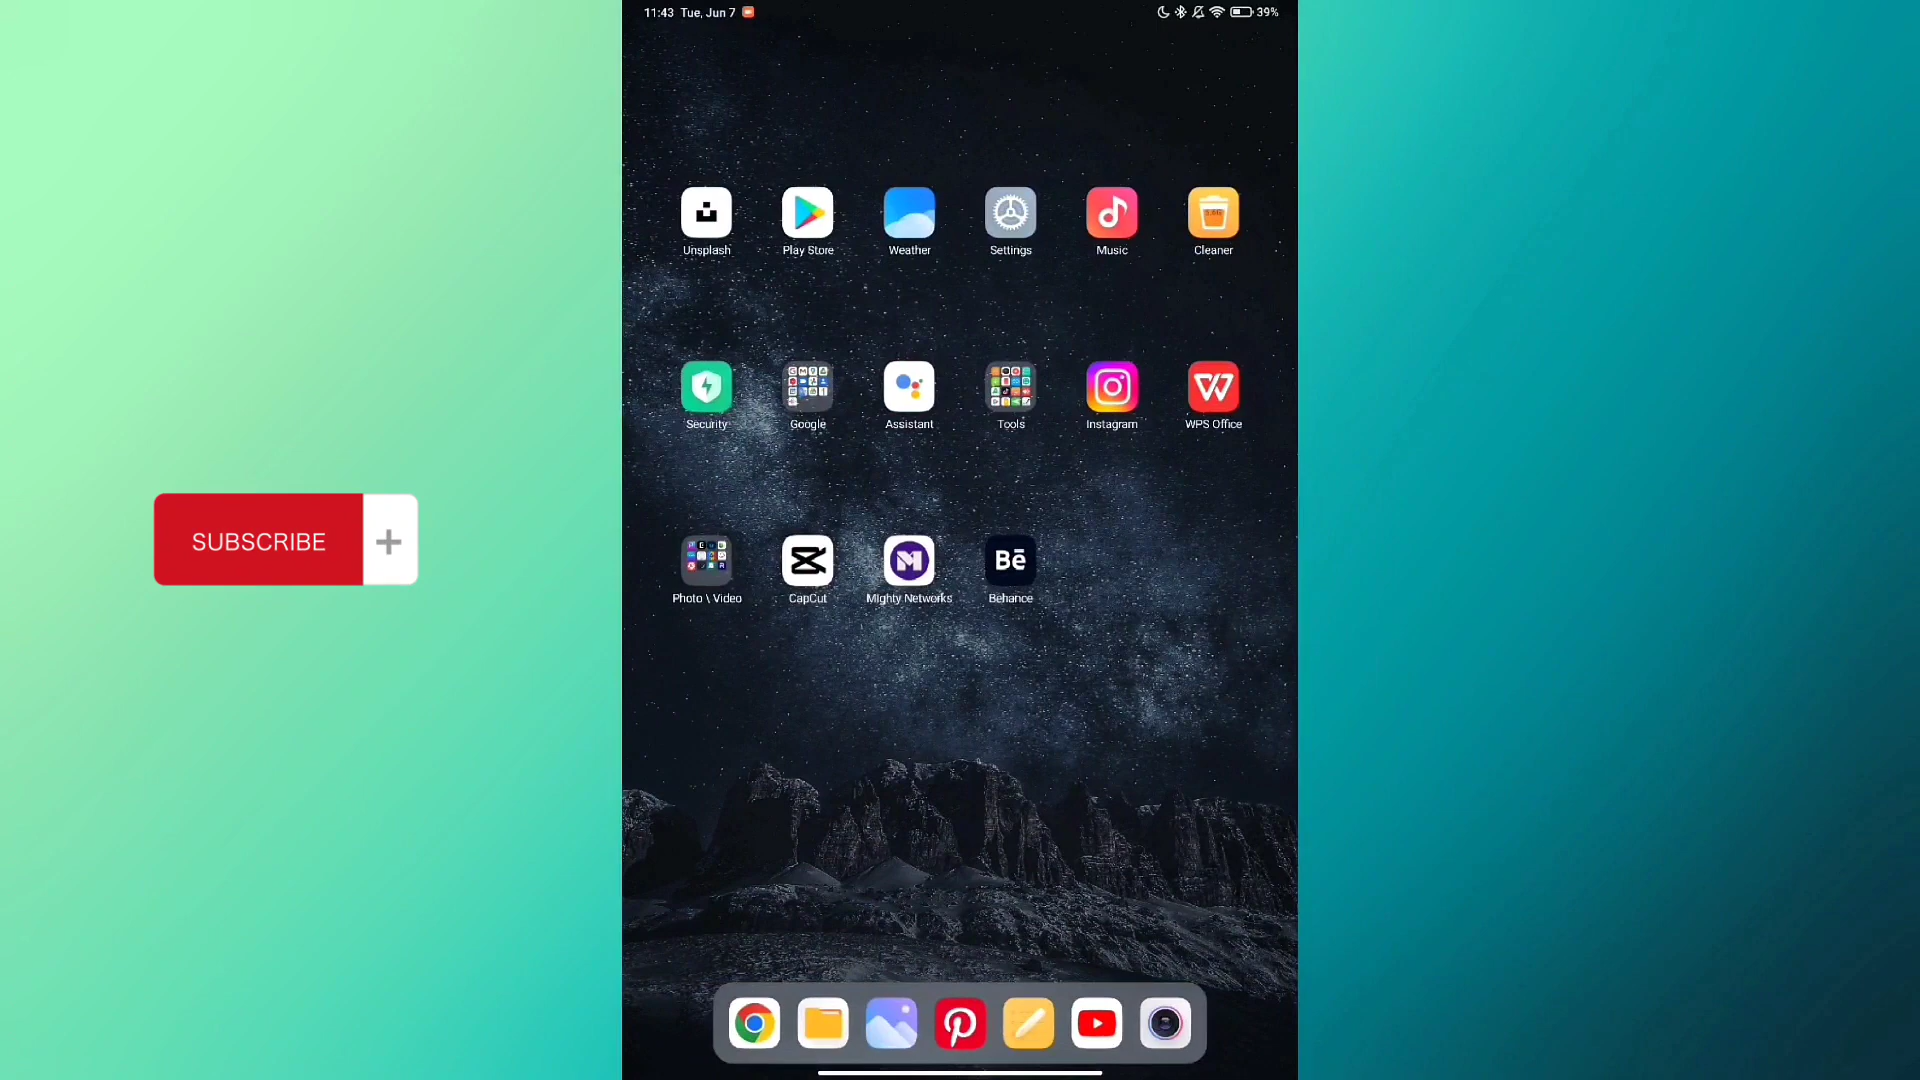 11:43 Tue, Jun 7
39%
Unsplash
Play Store
Weather
Settings
Music
Cleaner
Security
Google
Assistant
Tools
Instagram
WPS Office
SUBSCRIBE
Photo \ Video
CapCut
Mighty Networks
Bē
Behance